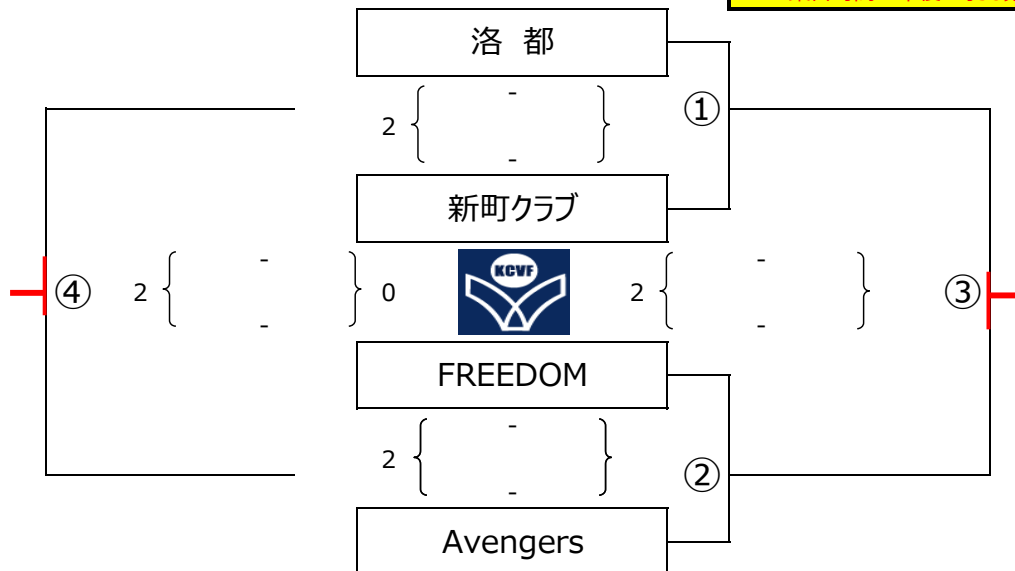 洛 都
①
2 { - - }
新町クラブ
④ 2 { - - } 0
KCVF
2 { - - } ③
FREEDOM
2 { - - }
②
Avengers